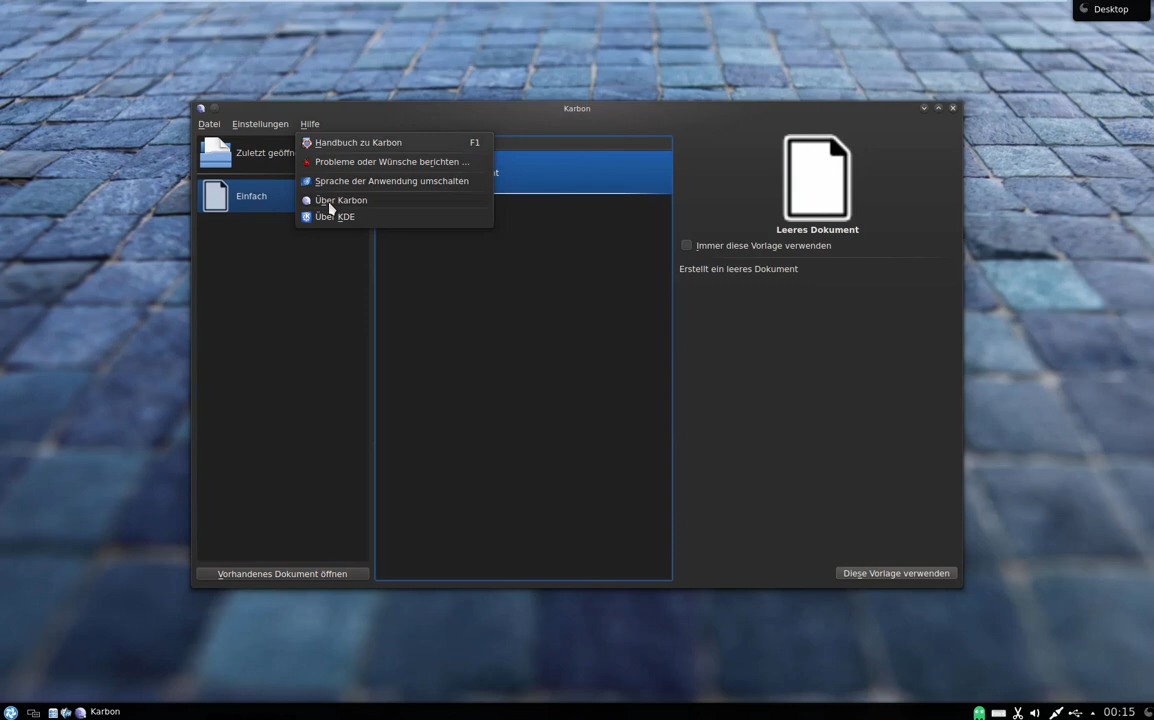 Desktop
Karbon
Datei Einstellungen Hilfe
Zuletzt geöffn
Einfach
Handbuch zu Karbon F1
Probleme oder Wünsche berichten ...
Sprache der Anwendung umschalten
Über Karbon
Über KDE
nt
Leeres Dokument
Immer diese Vorlage verwenden
Erstellt ein leeres Dokument
Vorhandenes Dokument öffnen
Diese Vorlage verwenden
Karbon
00:15